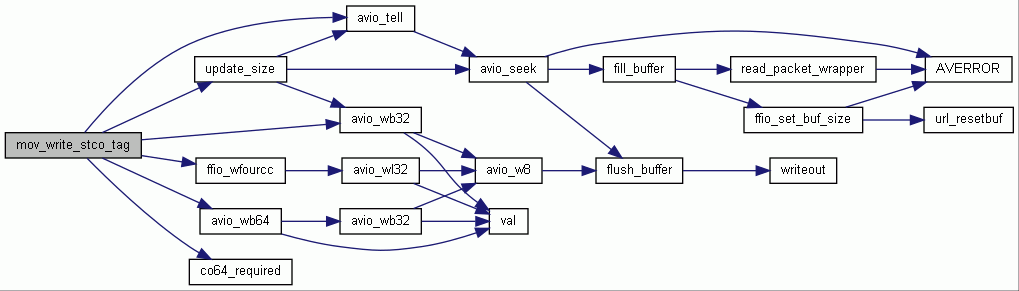 avio_tell
update_size
avio_seek
fill_buffer
read_packet_wrapper
AVERROR
avio_wb32
ffio_set_buf_size
url_resetbuf
mov_write_stco_tag
ffio_wfourcc
avio_wl32
avio_w8
flush_buffer
writeout
avio_wb64
avio_wb32
val
co64_required